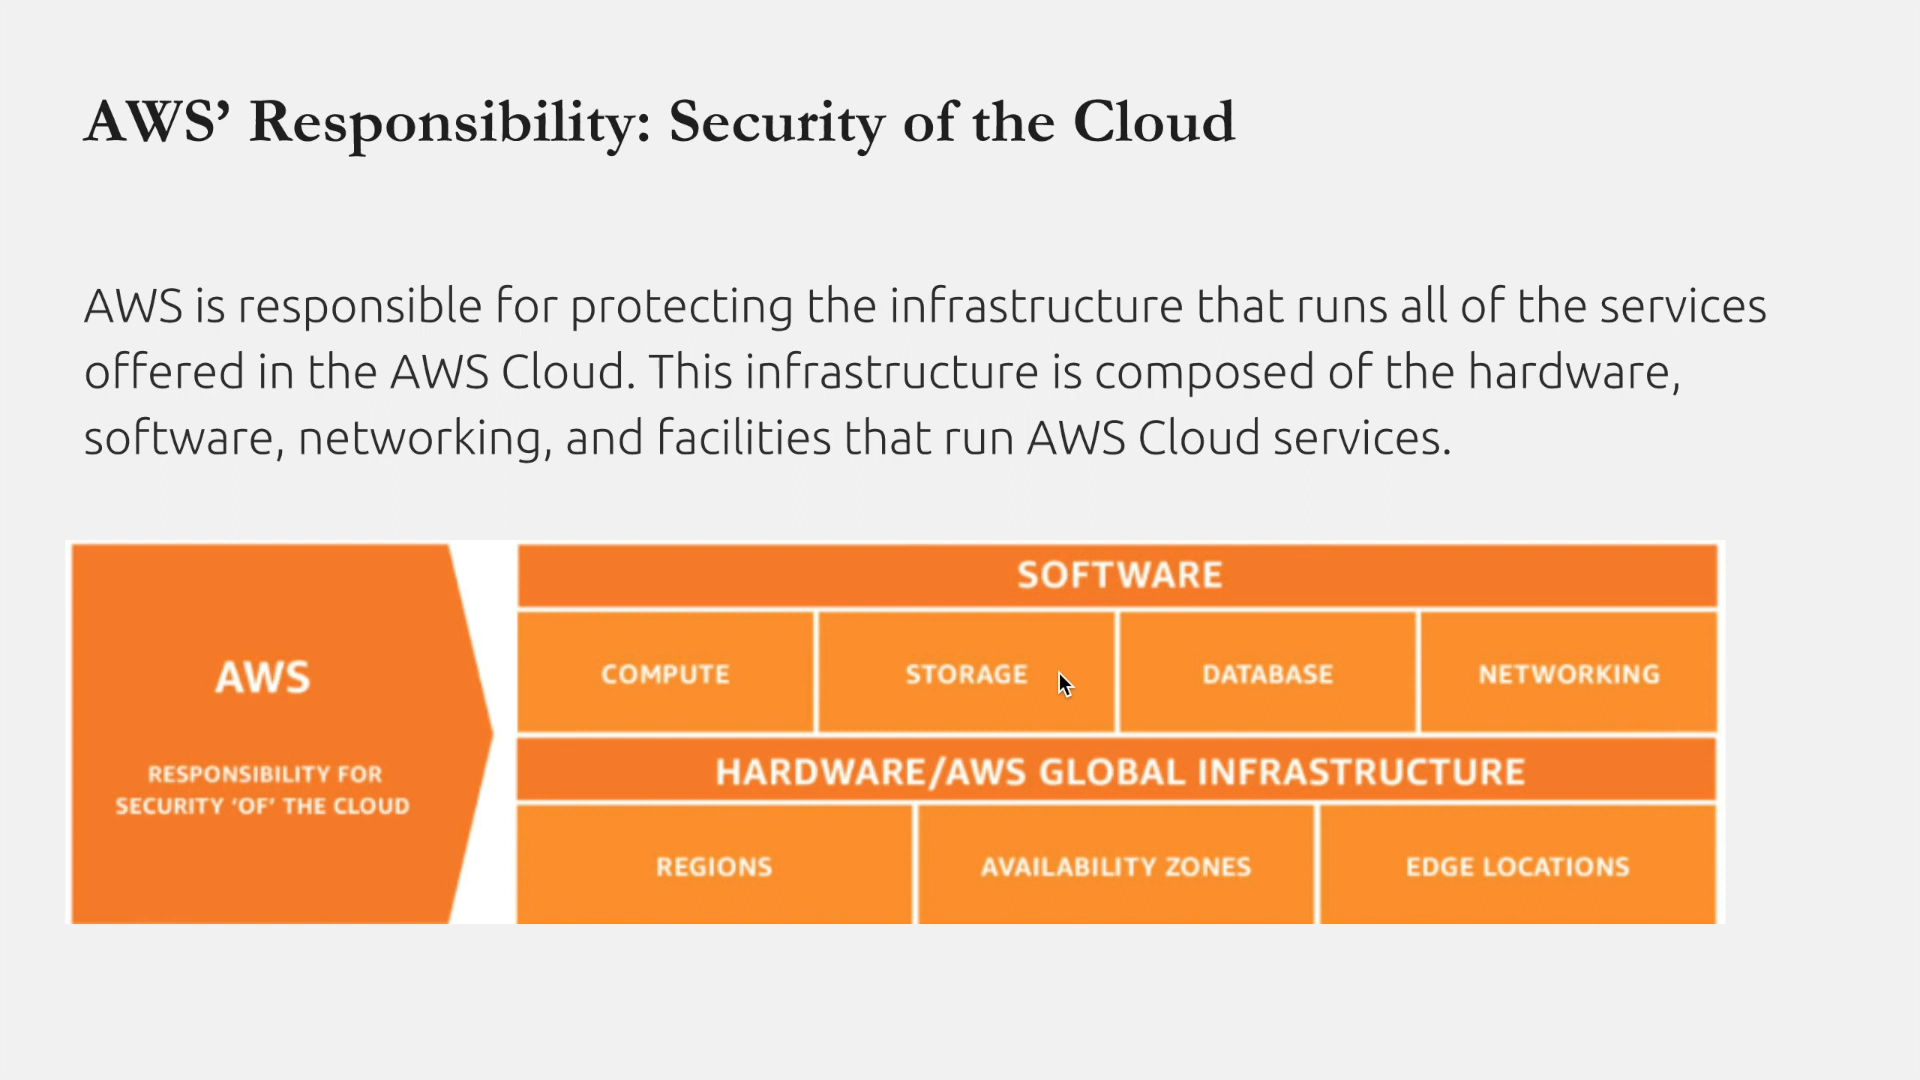 AWS’ Responsibility: Security of the Cloud
AWS is responsible for protecting the infrastructure that runs all of the services
offered in the AWS Cloud. This infrastructure is composed of the hardware,
software, networking, and facilities that run AWS Cloud services.
AWS
RESPONSIBILITY FOR
SECURITY ‘OF’ THE CLOUD
SOFTWARE
COMPUTE
STORAGE
DATABASE
NETWORKING
HARDWARE/AWS GLOBAL INFRASTRUCTURE
REGIONS
AVAILABILITY ZONES
EDGE LOCATIONS